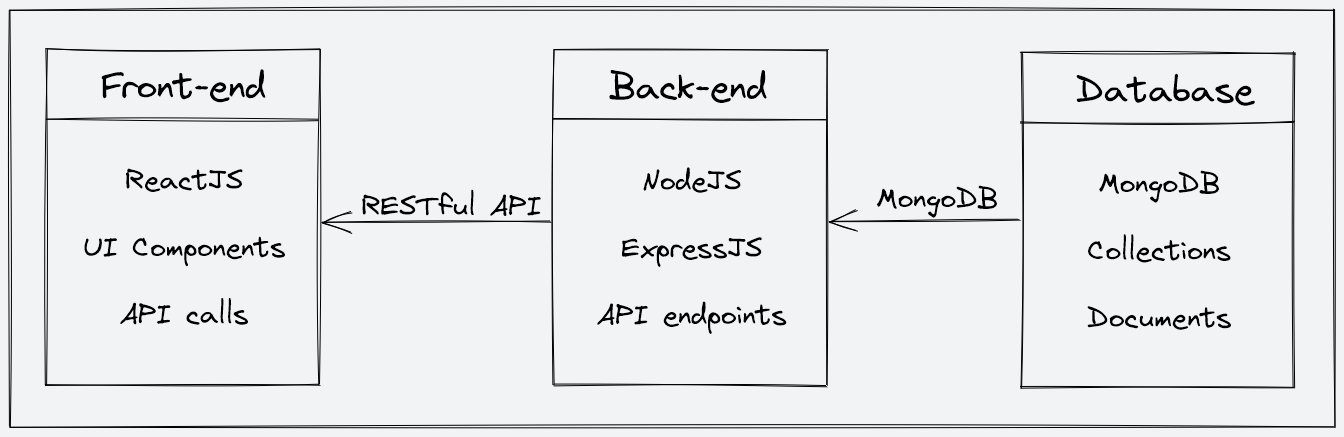 Front-end
ReactJS
UI Components
API calls
RESTful API
Back-end
NodeJS
ExpressJS
API endpoints
MongoDB
Database
MongoDB
Collections
Documents